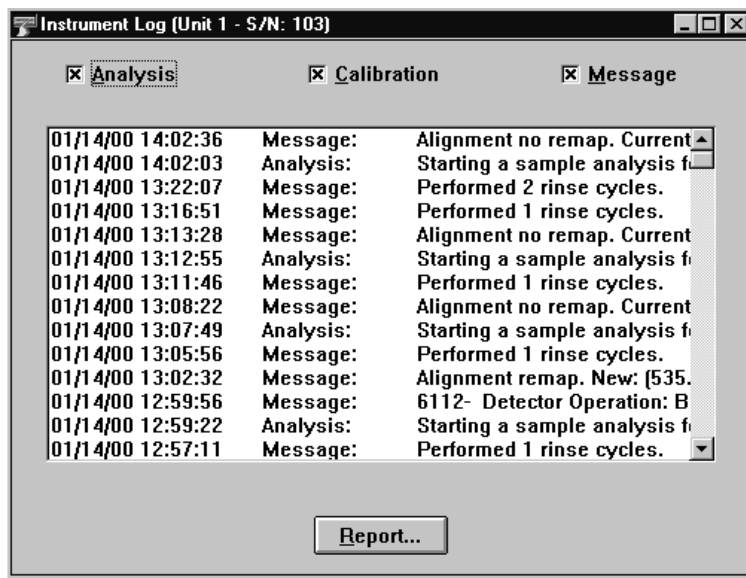 Instrument Log (Unit 1 - S/N: 103)
Analysis Calibration Message
01/14/00 14:02:36 Message: Alignment no remap. Current
01/14/00 14:02:03 Analysis: Starting a sample analysis
01/14/00 13:22:07 Message: Performed 2 rinse cycles.
01/14/00 13:16:51 Message: Performed 1 rinse cycles.
01/14/00 13:13:28 Message: Alignment no remap. Current
01/14/00 13:12:55 Analysis: Starting a sample analysis
01/14/00 13:11:46 Message: Performed 1 rinse cycles.
01/14/00 13:08:22 Message: Alignment no remap. Current
01/14/00 13:07:49 Analysis: Starting a sample analysis
01/14/00 13:05:56 Message: Performed 1 rinse cycles.
01/14/00 13:02:32 Message: Alignment remap. New: (535.
01/14/00 12:59:56 Message: 6112- Detector Operation: B
01/14/00 12:59:22 Analysis: Starting a sample analysis
01/14/00 12:57:11 Message: Performed 1 rinse cycles.
Report...